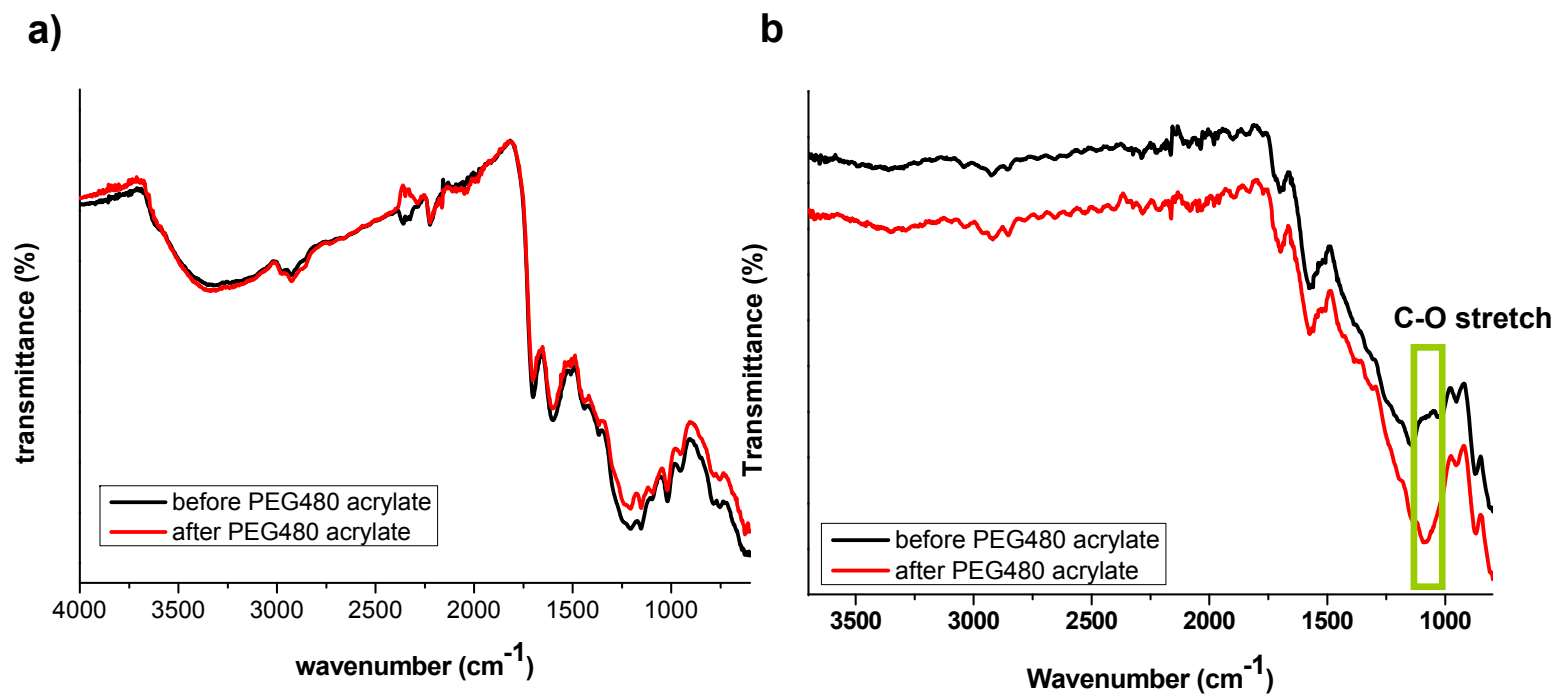 a)
transmittance (%)
before PEG480 acrylate
after PEG480 acrylate
4000 3500 3000 2500 2000 1500 1000
wavenumber (cm-1)
b
Transmittance (%)
C-O stretch
before PEG480 acrylate
after PEG480 acrylate
3500 3000 2500 2000 1500 1000
Wavenumber (cm-1)